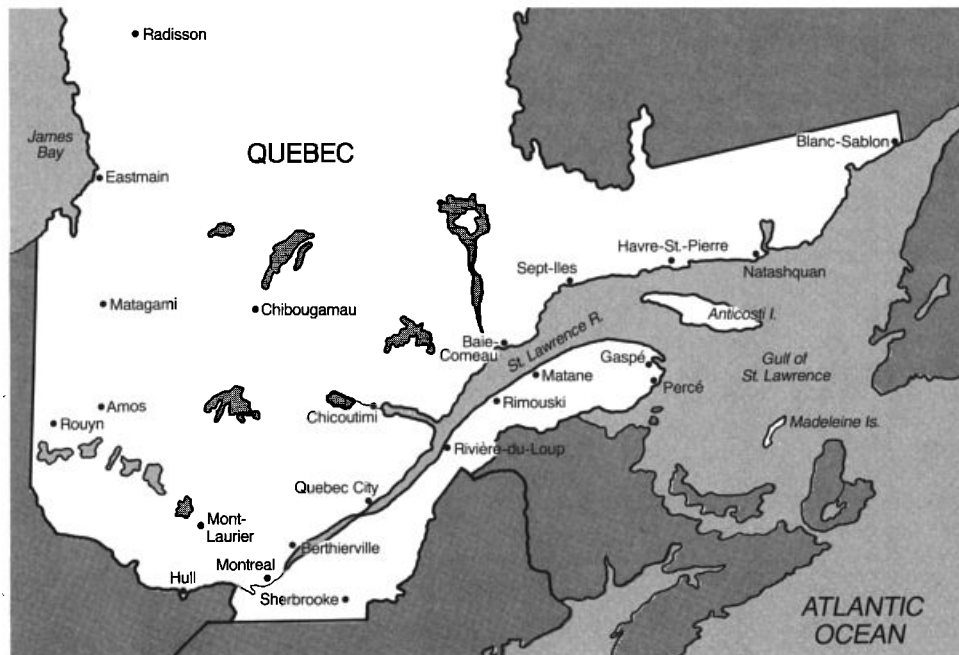 Radisson
James
Bay
QUEBEC
Blanc-Sablon
Eastmain
Havre-St.-Pierre
Sept-Iles
Natashquan
Matagami
Chibougamau
Anticosti I.
St. Lawrence R.
Baie-
Comeau
Gaspé
Gulf of
St. Lawrence
Matane
Percé
Amos
Chicoutimi
Rimouski
Rouyn
Madeleine Is.
Rivière-du-Loup
Quebec City
Mont-
Laurier
Berthierville
Montreal
Hull
Sherbrooke
ATLANTIC
OCEAN